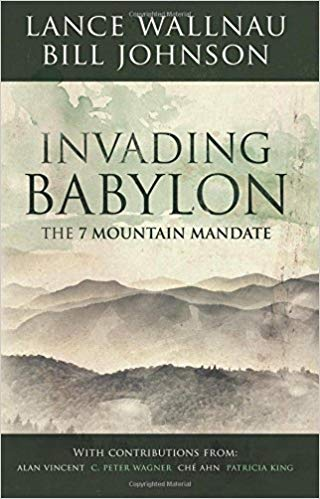 LANCE WALLNAU
BILL JOHNSON
INVADING
BABYLON
THE 7 MOUNTAIN MANDATE
WITH CONTRIBUTIONS FROM:
ALAN VINCENT C. PETER WAGNER CHÉ AHN PATRICIA KING